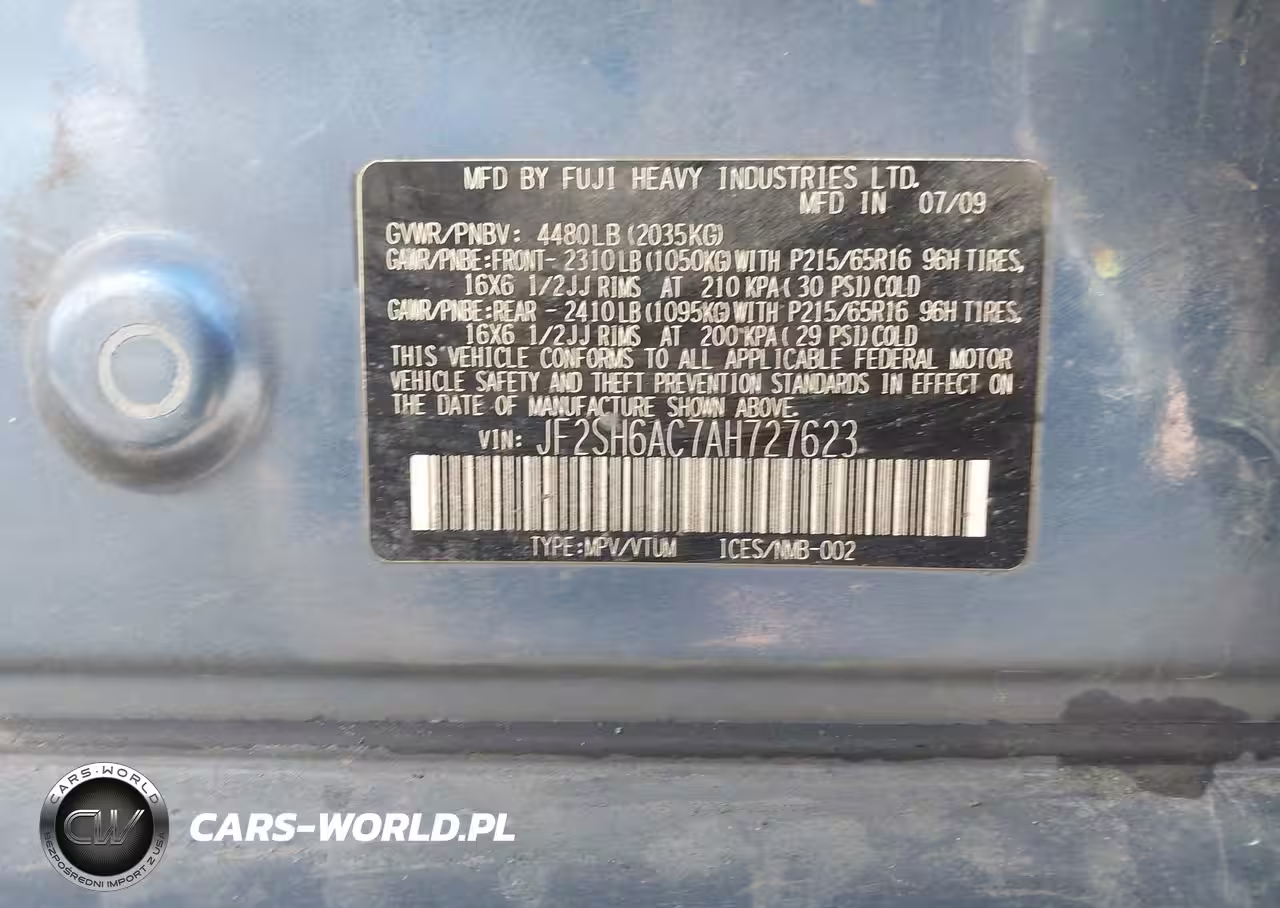 MFD BY FUJI HEAVY INDUSTRIES LTD.
MFD IN 07/09
GVWR/PNBV: 4480LB(2035KG)
GAWR/PNBE:FRONT- 2310LB(1050KG)WITH P215/65R16 96H TIRES,
16X6 1/2JJ RIMS AT 210 KPA( 30 PSI)COLD
GAWR/PNBE:REAR - 2410LB(1095KG)WITH P215/65R16 96H TIRES,
16X6 1/2JJ RIMS AT 200 KPA( 29 PSI)COLD
THIS VEHICLE CONFORMS TO ALL APPLICABLE FEDERAL MOTOR
VEHICLE SAFETY AND THEFT PREVENTION STANDARDS IN EFFECT ON
THE DATE OF MANUFACTURE SHOWN ABOVE.
VIN: JF2SH6AC7AH727623
TYPE:MPV/VTUM ICES/NMB-002
CARS-WORLD
CW
BEZPOŚREDNI IMPORT Z USA
CARS-WORLD.PL